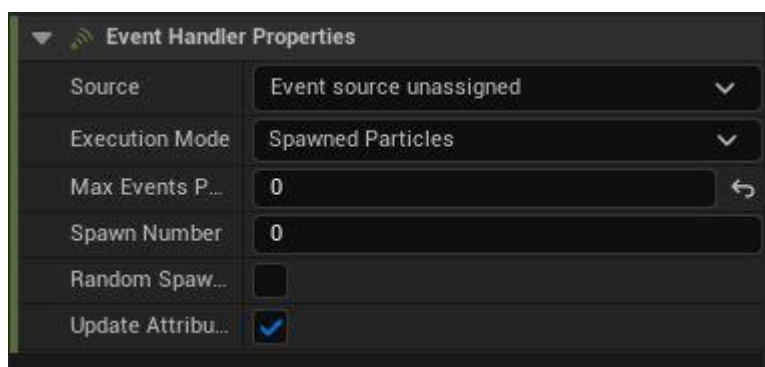 Event Handler Properties
Source Event source unassigned
Execution Mode Spawned Particles
Max Events P... 0
Spawn Number 0
Random Spaw...
Update Attribu...